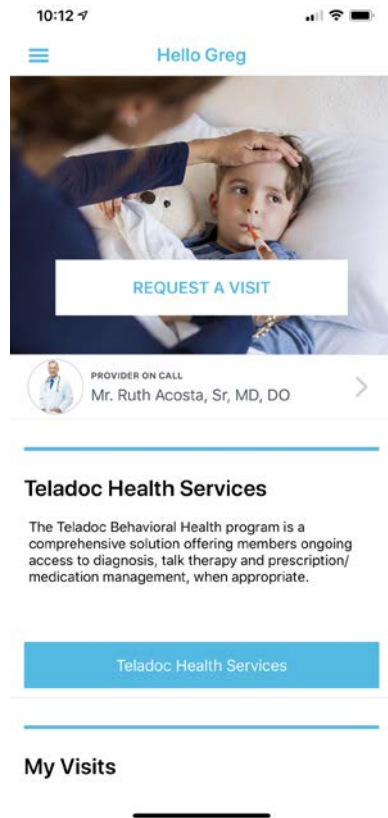 10:12
Hello Greg
REQUEST A VISIT
PROVIDER ON CALL
Mr. Ruth Acosta, Sr, MD, DO
Teladoc Health Services
The Teladoc Behavioral Health program is a
comprehensive solution offering members ongoing
access to diagnosis, talk therapy and prescription/
medication management, when appropriate.
Teladoc Health Services
My Visits